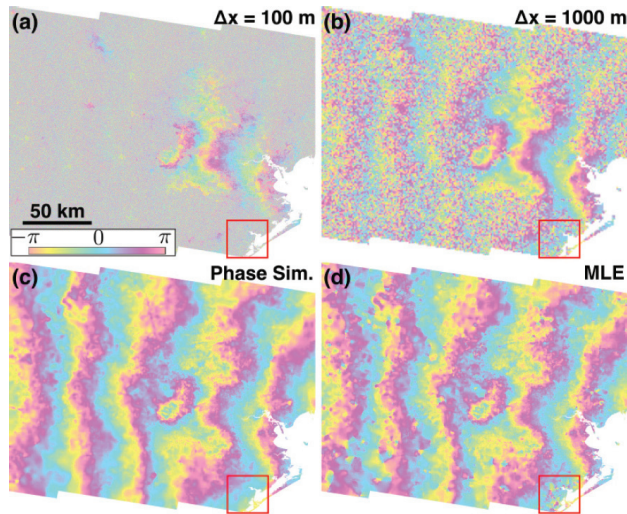 (a)
Δx = 100 m
(b)
Δx = 1000 m
50 km
−π 0 π
(c)
Phase Sim.
(d)
MLE